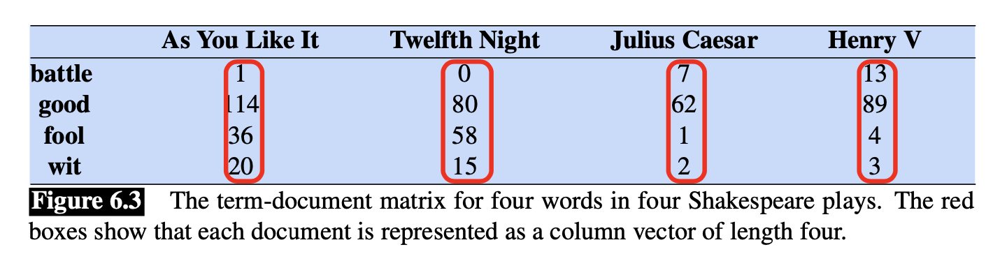 As You Like It Twelfth Night Julius Caesar Henry V
battle 1 0 7 13
good 114 80 62 89
fool 36 58 1 4
wit 20 15 2 3
Figure 6.3 The term-document matrix for four words in four Shakespeare plays. The red
boxes show that each document is represented as a column vector of length four.